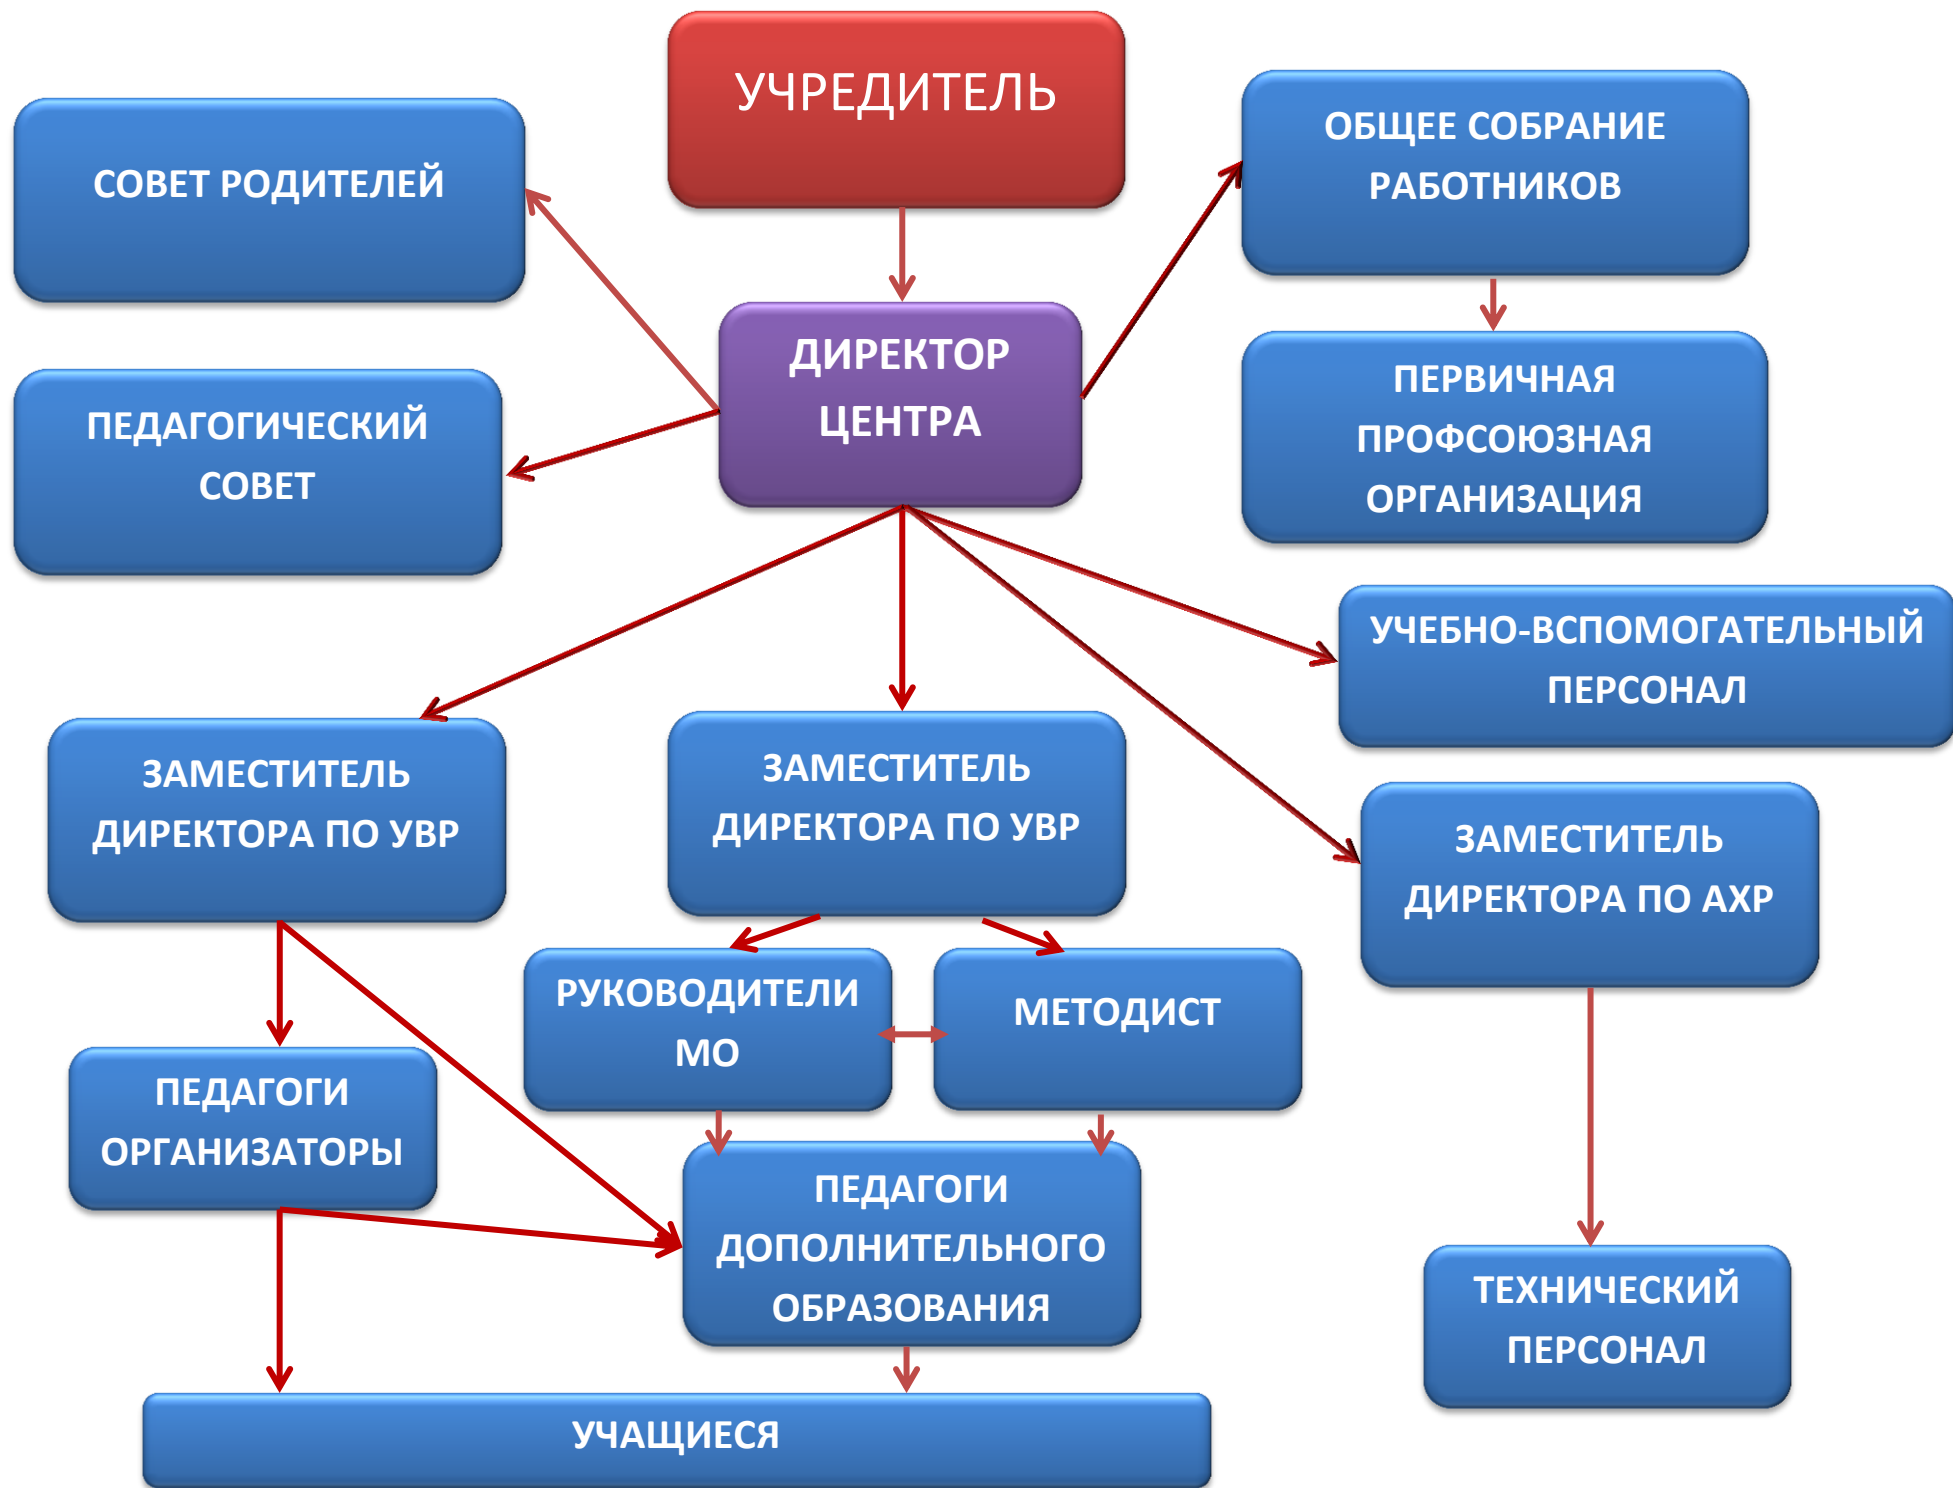 УЧРЕДИТЕЛЬ
СОВЕТ РОДИТЕЛЕЙ
ОБЩЕЕ СОБРАНИЕ
РАБОТНИКОВ
ДИРЕКТОР
ЦЕНТРА
ПЕДАГОГИЧЕСКИЙ
СОВЕТ
ПЕРВИЧНАЯ
ПРОФСОЮЗНАЯ
ОРГАНИЗАЦИЯ
УЧЕБНО-ВСПОМОГАТЕЛЬНЫЙ
ПЕРСОНАЛ
ЗАМЕСТИТЕЛЬ
ДИРЕКТОРА ПО УВР
ЗАМЕСТИТЕЛЬ
ДИРЕКТОРА ПО УВР
ЗАМЕСТИТЕЛЬ
ДИРЕКТОРА ПО АХР
РУКОВОДИТЕЛИ
МО
МЕТОДИСТ
ПЕДАГОГИ
ОРГАНИЗАТОРЫ
ПЕДАГОГИ
ДОПОЛНИТЕЛЬНОГО
ОБРАЗОВАНИЯ
ТЕХНИЧЕСКИЙ
ПЕРСОНАЛ
УЧАЩИЕСЯ